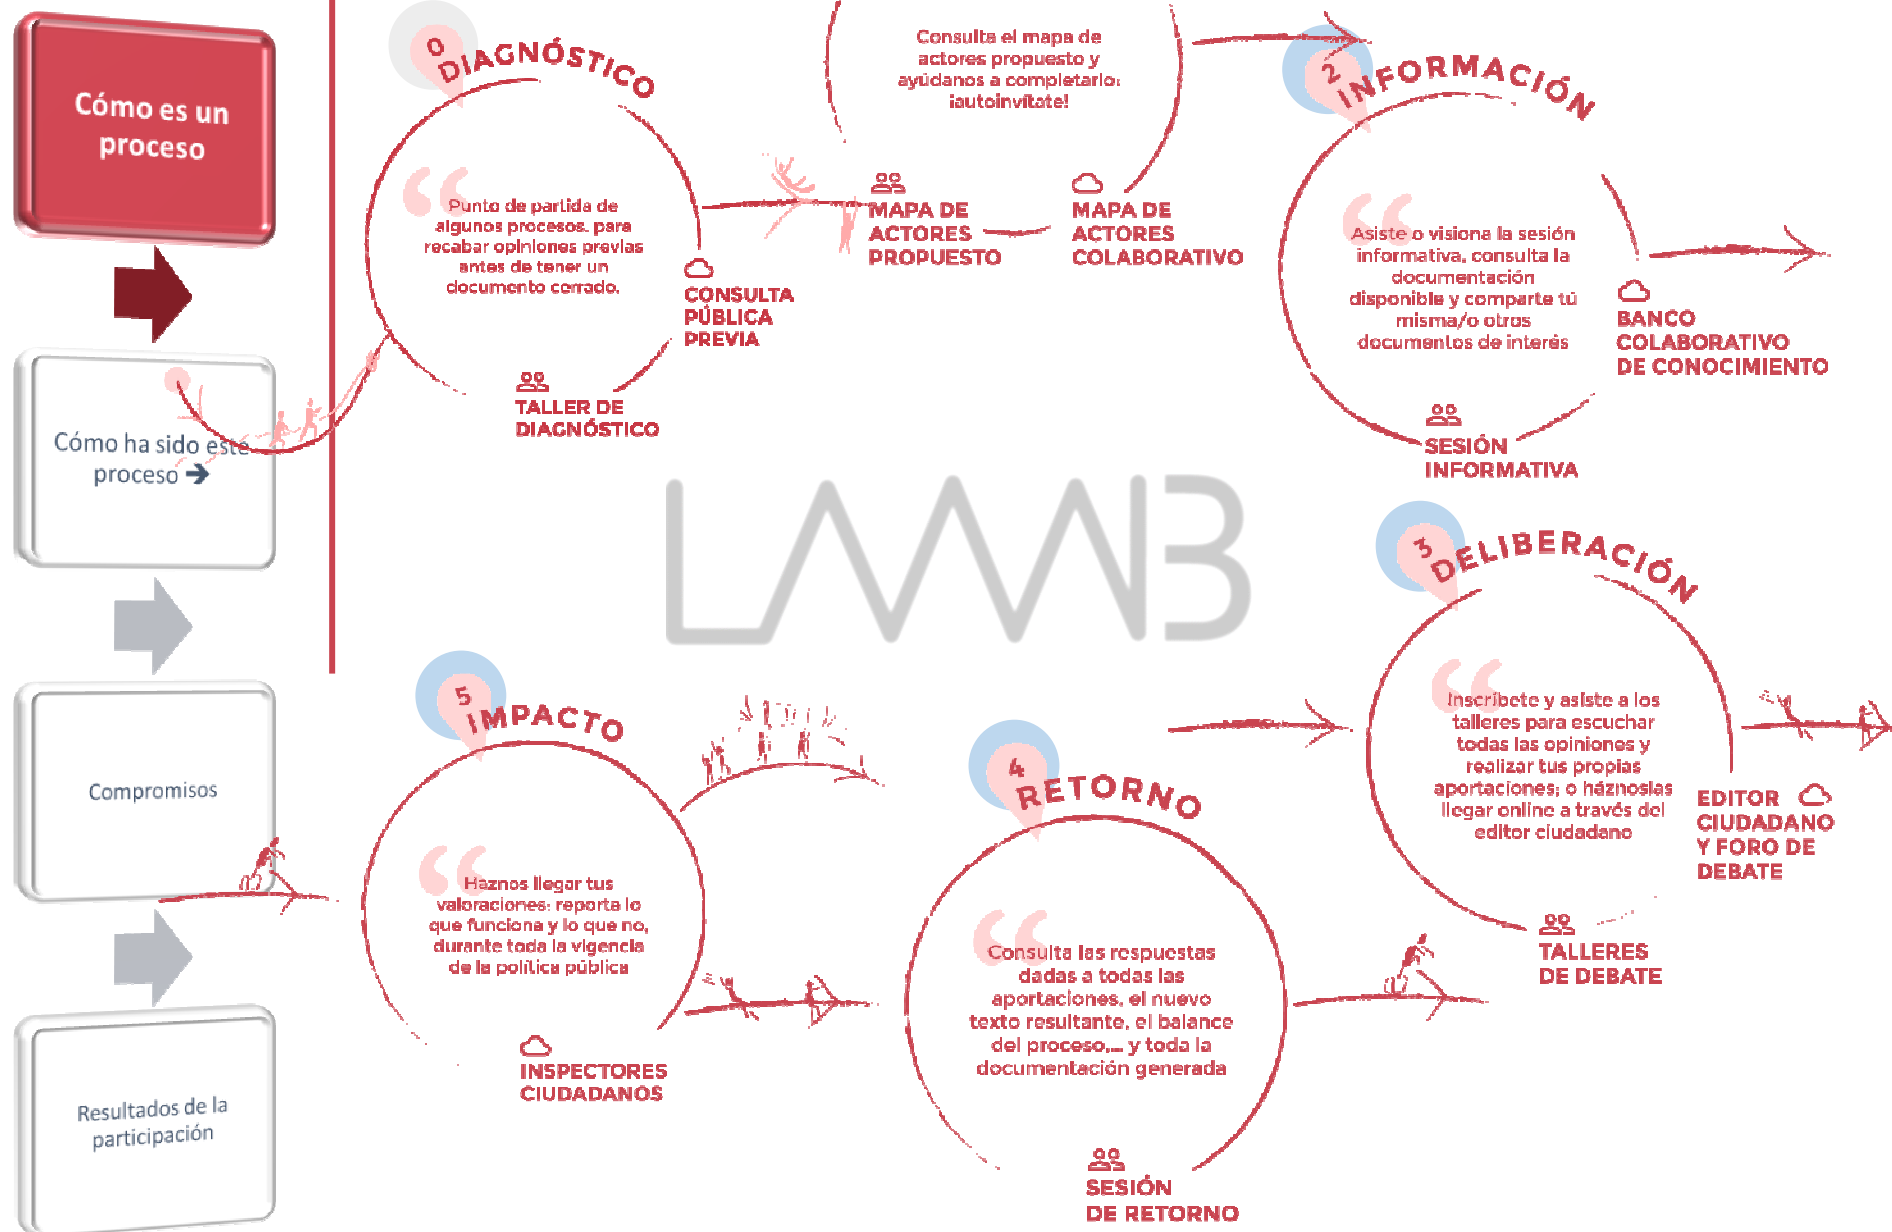 Cómo es un
proceso
Cómo ha sido este
proceso →
Compromisos
Resultados de la
participación
0
DIAGNÓSTICO
Punto de partida de
algunos procesos, para
recabar opiniones previas
antes de tener un
documento cerrado.
CONSULTA
PÚBLICA
PREVIA
TALLER DE
DIAGNÓSTICO
Consulta el mapa de
actores propuesto y
ayúdanos a completarlo:
¡autoinvítate!
MAPA DE
ACTORES
PROPUESTO
MAPA DE
ACTORES
COLABORATIVO
2
INFORMACIÓN
Asiste o visiona la sesión
informativa, consulta la
documentación
disponible y comparte tú
misma/o otros
documentos de interés
BANCO
COLABORATIVO
DE CONOCIMIENTO
SESIÓN
INFORMATIVA
LAAAB
3
DELIBERACIÓN
Inscríbete y asiste a los
talleres para escuchar
todas las opiniones y
realizar tus propias
aportaciones; o háznoslas
llegar online a través del
editor ciudadano
EDITOR
CIUDADANO
Y FORO DE
DEBATE
TALLERES
DE DEBATE
4
RETORNO
Consulta las respuestas
dadas a todas las
aportaciones, el nuevo
texto resultante, el balance
del proceso,... y toda la
documentación generada
SESIÓN
DE RETORNO
5
IMPACTO
Haznos llegar tus
valoraciones: reporta lo
que funciona y lo que no,
durante toda la vigencia
de la política pública
INSPECTORES
CIUDADANOS